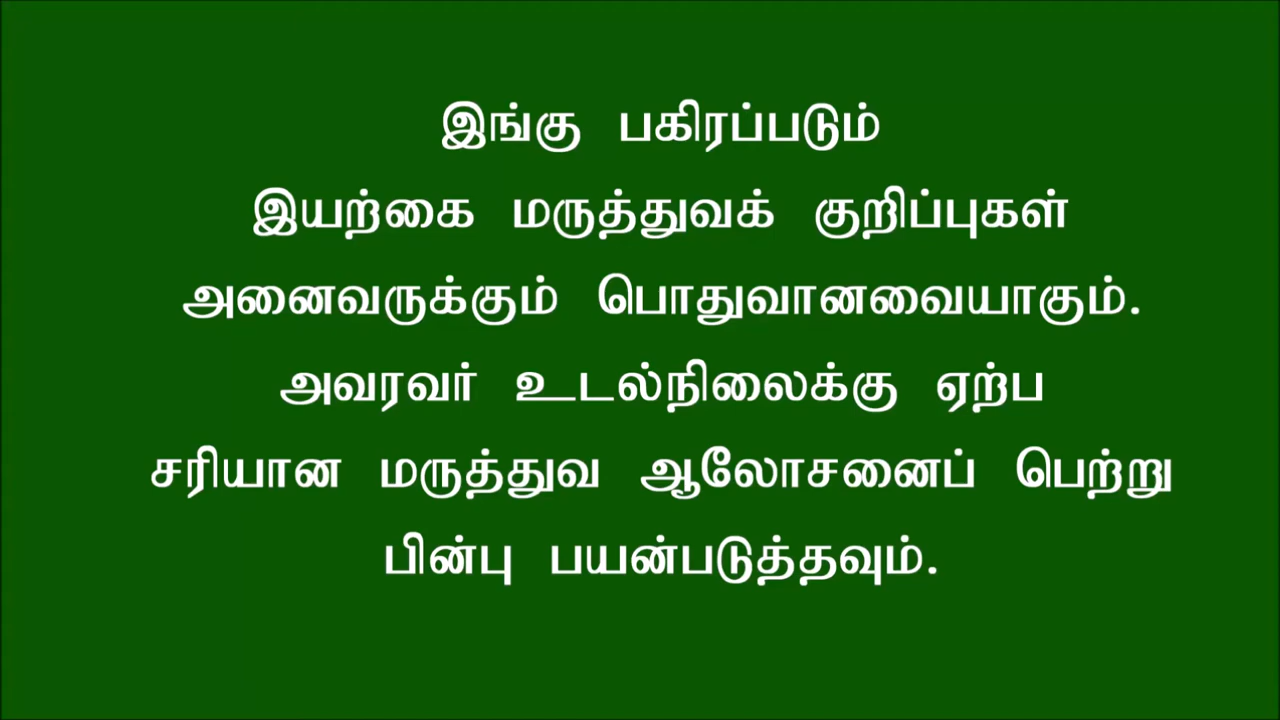 இங்கு பகிரப்படும்
இயற்கை மருத்துவக் குறிப்புகள்
அனைவருக்கும் பொதுவானவையாகும்.
அவரவர் உடல்நிலைக்கு ஏற்ப
சரியான மருத்துவ ஆலோசனைப் பெற்று
பின்பு பயன்படுத்தவும்.